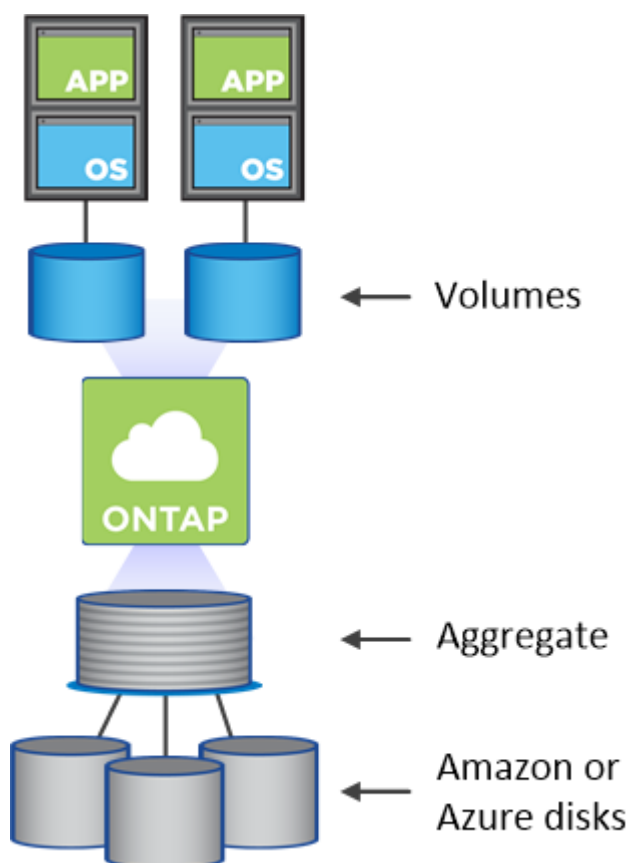 APP
APP
OS
OS
Volumes
ONTAP
Aggregate
Amazon or
Azure disks